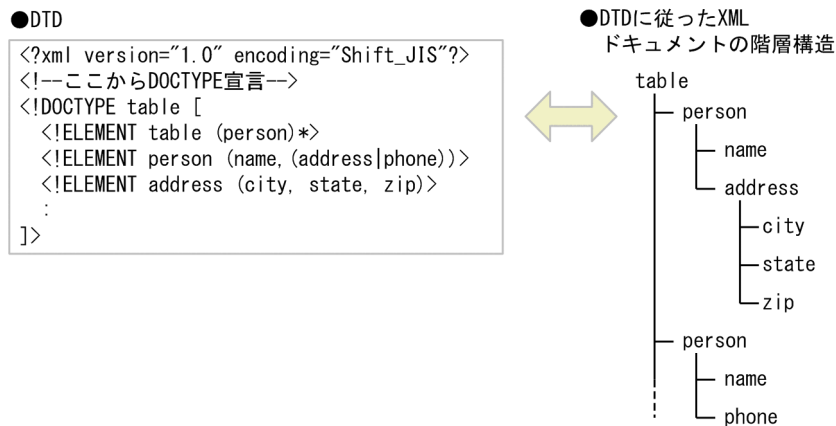 ●DTD
<?xml version="1.0" encoding="Shift_JIS"?>
<!--ここからDOCTYPE宣言-->
<!DOCTYPE table [
<!ELEMENT table (person)*>
<!ELEMENT person (name,(address|phone))>
<!ELEMENT address (city, state, zip)>
:
]>
●DTDに従ったXML
ドキュメントの階層構造
table
person
name
address
city
state
zip
person
name
phone